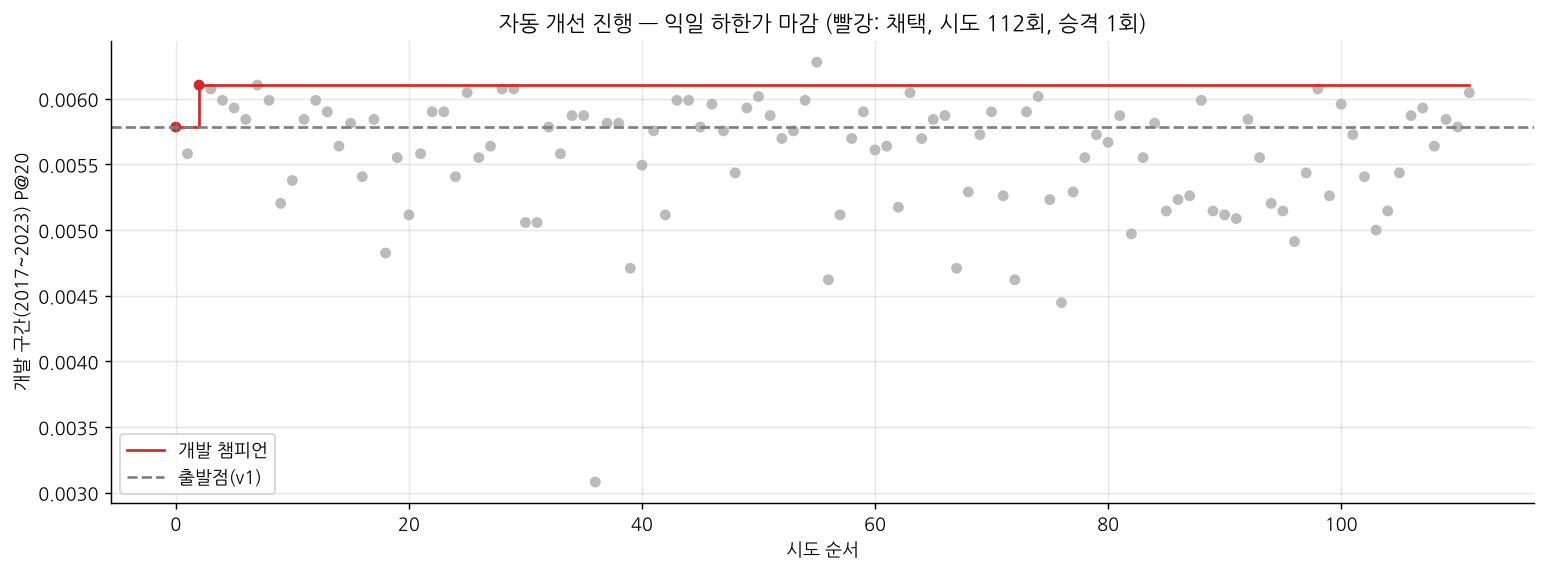 자동 개선 진행 — 익일 하한가 마감 (빨강: 채택, 시도 112회, 승격 1회)
개발 구간(2017~2023) P@20
0.0060
0.0055
0.0050
0.0045
0.0040
0.0035
0.0030
개발 챔피언
출발점(v1)
0 20 40 60 80 100
시도 순서